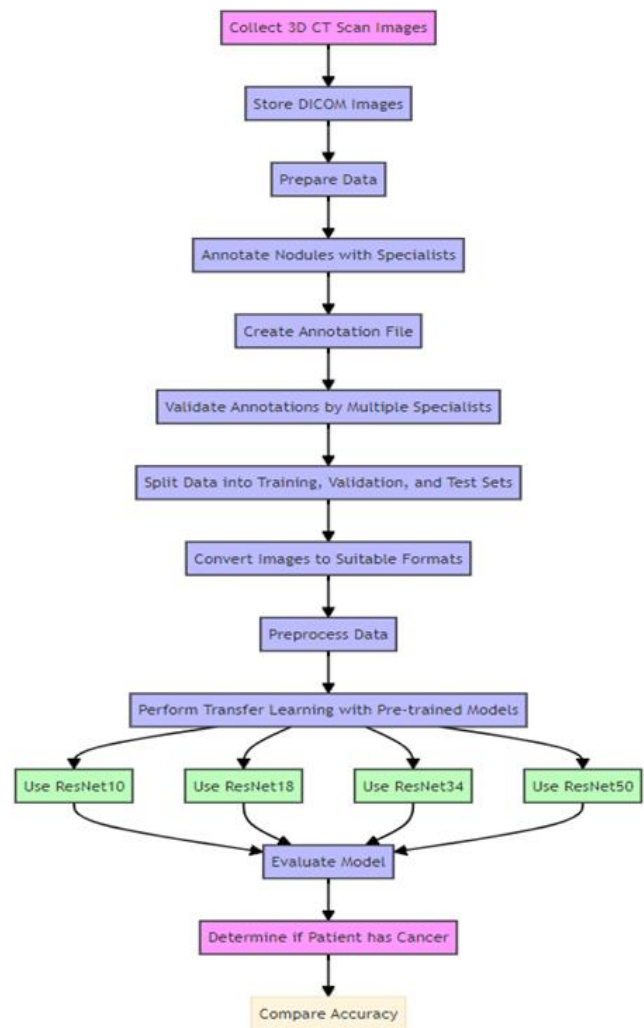 Collect 3D CT Scan Images
Store DICOM Images
Prepare Data
Annotate Nodules with Specialists
Create Annotation File
Validate Annotations by Multiple Specialists
Split Data into Training, Validation, and Test Sets
Convert Images to Suitable Formats
Preprocess Data
Perform Transfer Learning with Pre-trained Models
Use ResNet10
Use ResNet18
Use ResNet34
Use ResNet50
Evaluate Model
Determine if Patient has Cancer
Compare Accuracy